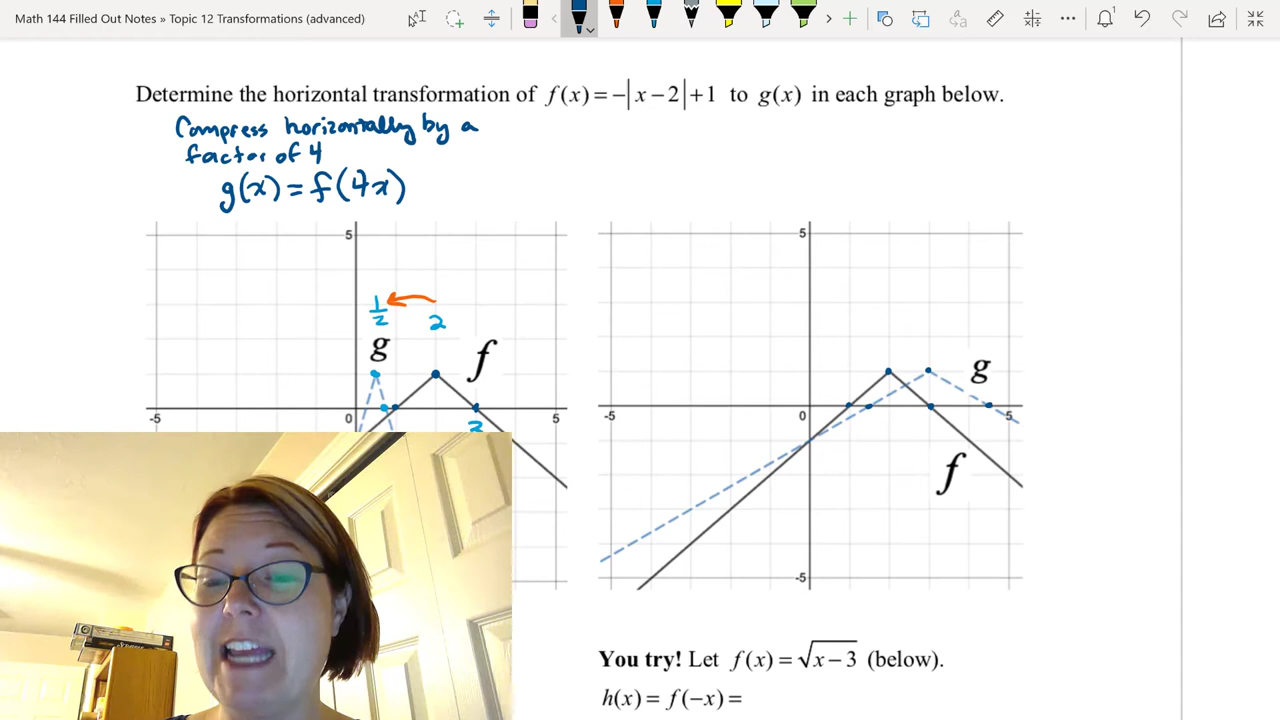 Math 144 Filled Out Notes » Topic 12 Transformations (advanced)
Determine the horizontal transformation of f(x)=−|x−2|+1 to g(x) in each graph below.
Compress horizontally by a
factor of 4
g(x)=f(4x)
5
1/2
2
g
f
-5
0
5
3
5
g
-5
0
5
f
-5
You try! Let f(x)=√x−3 (below).
h(x)= f(−x)=